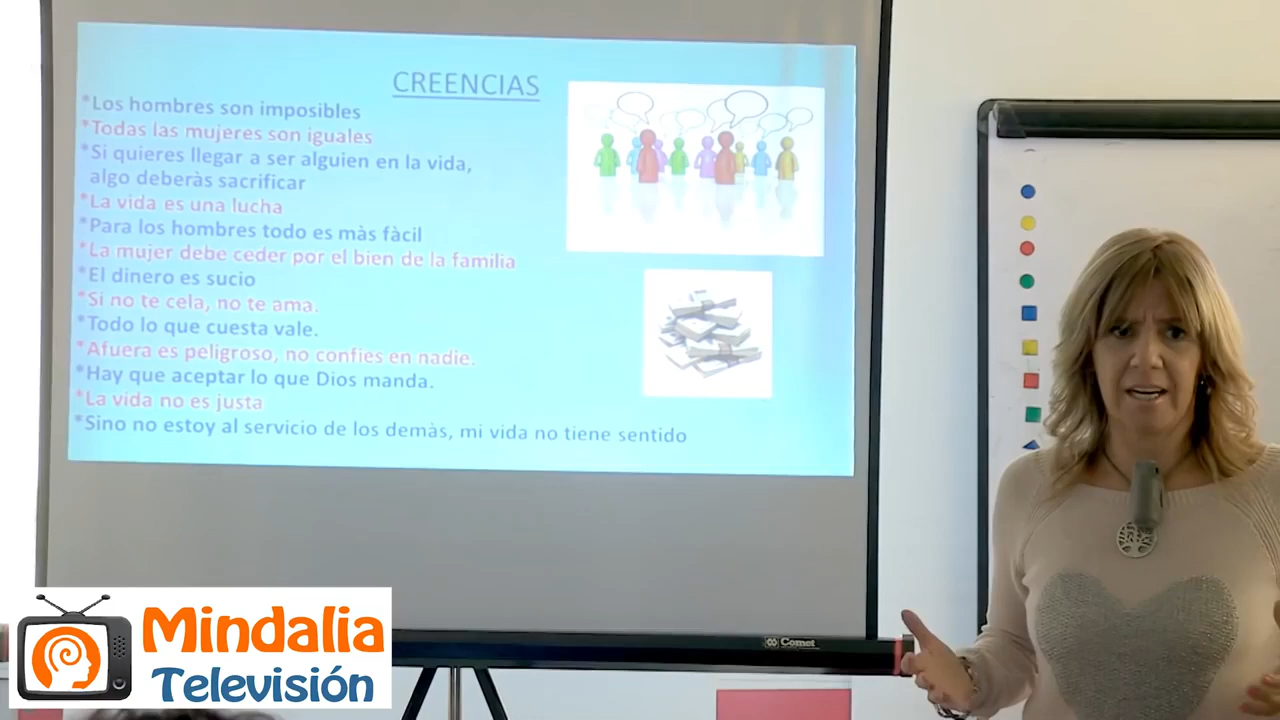 CREENCIAS
*Los hombres son imposibles
*Todas las mujeres son iguales
*Si quieres llegar a ser alguien en la vida,
algo deberàs sacrificar
*La vida es una lucha
*Para los hombres todo es màs fàcil
*La mujer debe ceder por el bien de la familia
*El dinero es sucio
*Si no te cela, no te ama.
*Todo lo que cuesta vale.
*Afuera es peligroso, no confies en nadie.
*Hay que aceptar lo que Dios manda.
*La vida no es justa
*Sino no estoy al servicio de los demàs, mi vida no tiene sentido
Comet
Mindalia
Televisión